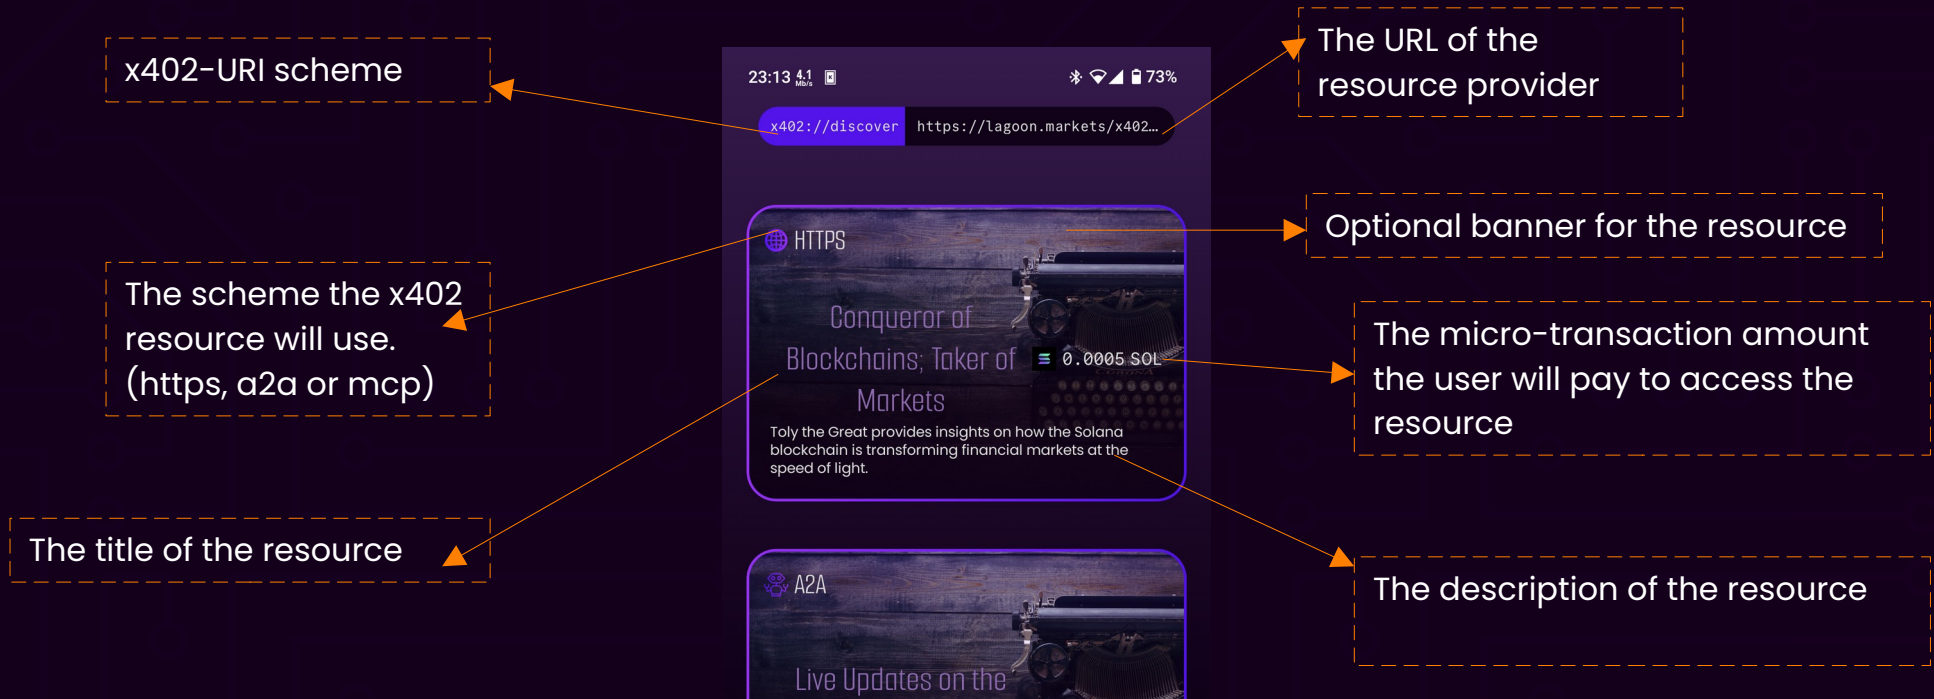 x402-URI scheme
The scheme the x402
resource will use.
(https, a2a or mcp)
The title of the resource
23:13 4.1 Mb/s 73%
x402://discover https://lagoon.markets/x402…
HTTPS
Conqueror of
Blockchains; Taker of
Markets
0.0005 SOL
Toly the Great provides insights on how the Solana
blockchain is transforming financial markets at the
speed of light.
A2A
Live Updates on the
The URL of the
resource provider
Optional banner for the resource
The micro-transaction amount
the user will pay to access the
resource
The description of the resource